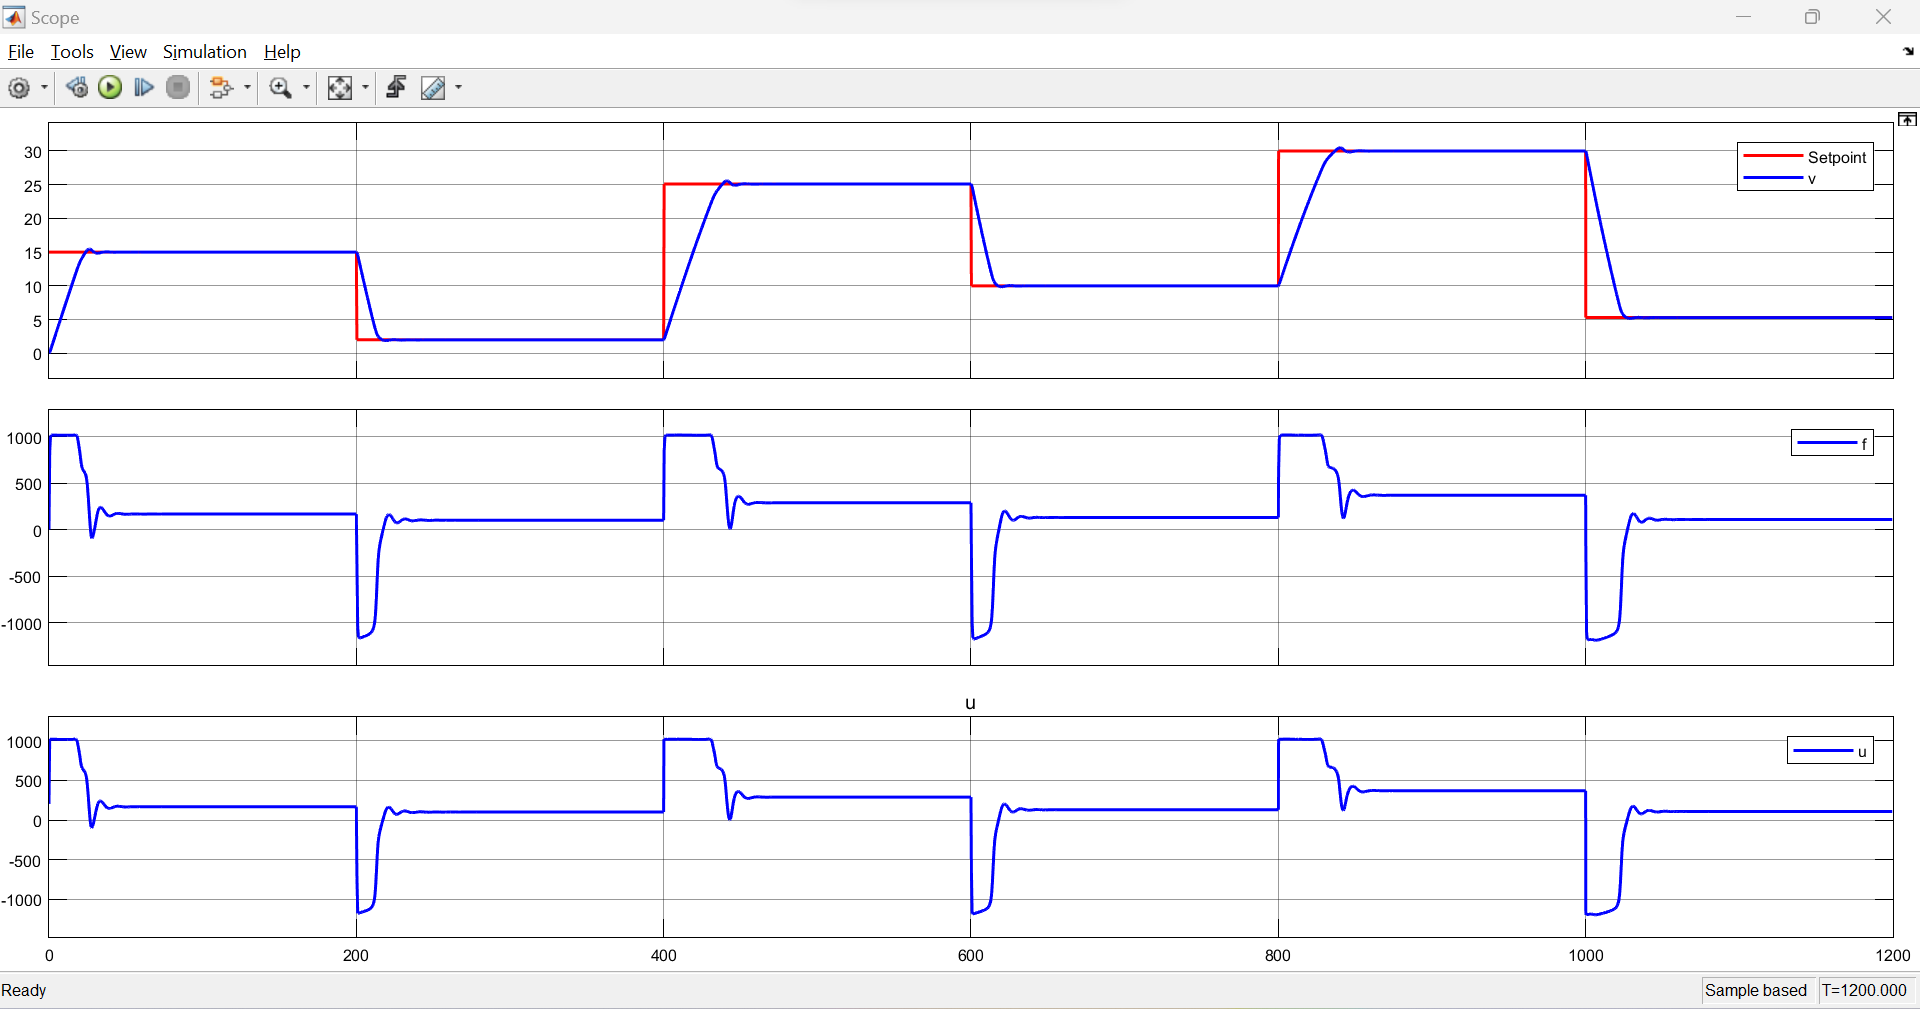 Scope
File Tools View Simulation Help
30
25
20
15
10
5
0
Setpoint
v
1000
500
0
-500
-1000
f
u
1000
500
0
-500
-1000
u
0 200 400 600 800 1000 1200
Ready
Sample based T=1200.000